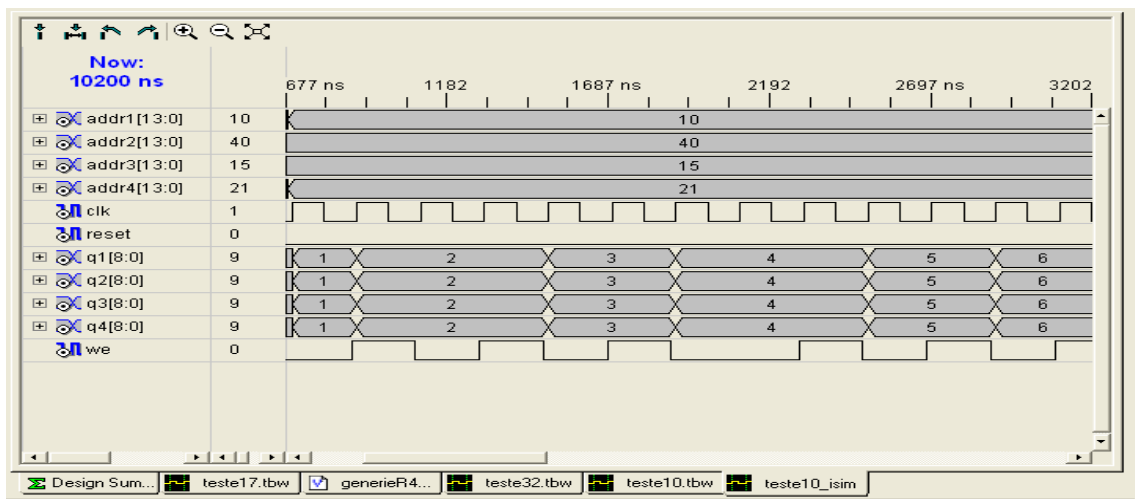 Now:
10200 ns
677 ns 1182 1687 ns 2192 2697 ns 3202
addr1[13:0] 10 10
addr2[13:0] 40 40
addr3[13:0] 15 15
addr4[13:0] 21 21
clk 1
reset 0
q1[8:0] 9 1 2 3 4 5 6
q2[8:0] 9 1 2 3 4 5 6
q3[8:0] 9 1 2 3 4 5 6
q4[8:0] 9 1 2 3 4 5 6
we 0
Design Sum... teste17.tbw generieR4... teste32.tbw teste10.tbw teste10_isim